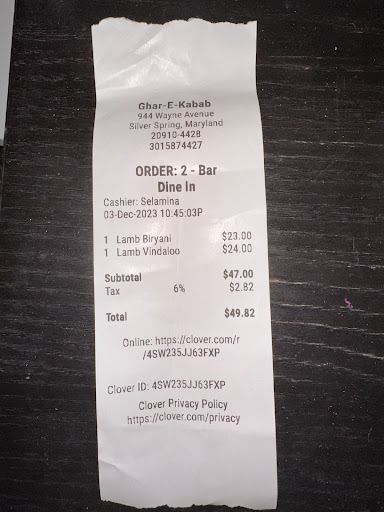 Ghar-E-Kabab
944 Wayne Avenue
Silver Spring, Maryland
20910-4428
3015874427
ORDER: 2 - Bar
Dine In
Cashier: Selamina
03-Dec-2023 10:45:03P
1 Lamb Biryani $23.00
1 Lamb Vindaloo $24.00
Subtotal $47.00
Tax 6% $2.82
Total $49.82
Online: https://clover.com/r
/4SW235JJ63FXP
Clover ID: 4SW235JJ63FXP
Clover Privacy Policy
https://clover.com/privacy